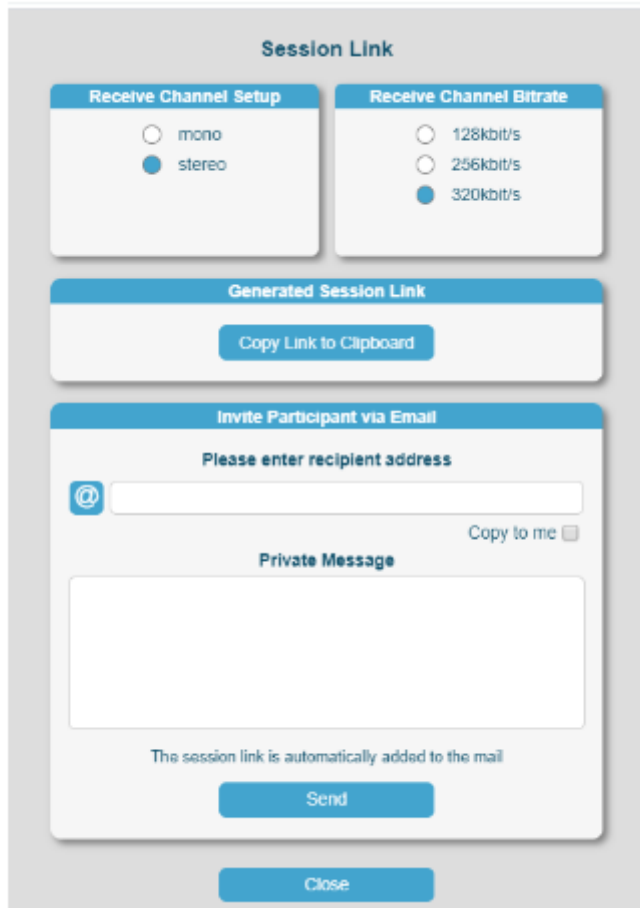 Session Link
Receive Channel Setup
mono
stereo
Receive Channel Bitrate
128kbit/s
256kbit/s
320kbit/s
Generated Session Link
Copy Link to Clipboard
Invite Participant via Email
Please enter recipient address
@
Copy to me
Private Message
The session link is automatically added to the mail
Send
Close